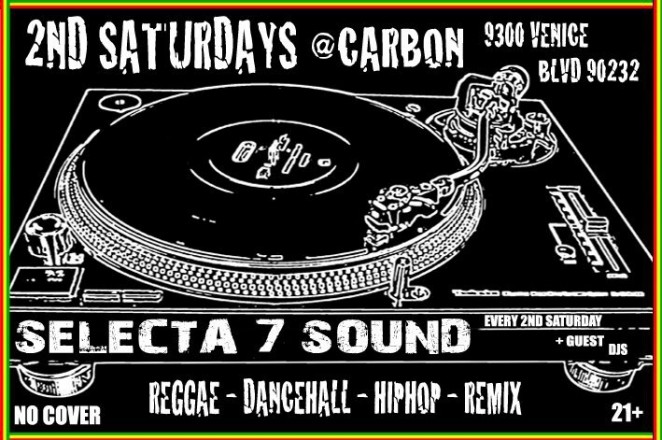 2ND SATURDAYS @CARBON
9300 VENICE
BLVD 90232
SELECTA 7 SOUND
EVERY 2ND SATURDAY
+ GUEST DJS
REGGAE - DANCEHALL - HIPHOP - REMIX
NO COVER
21+